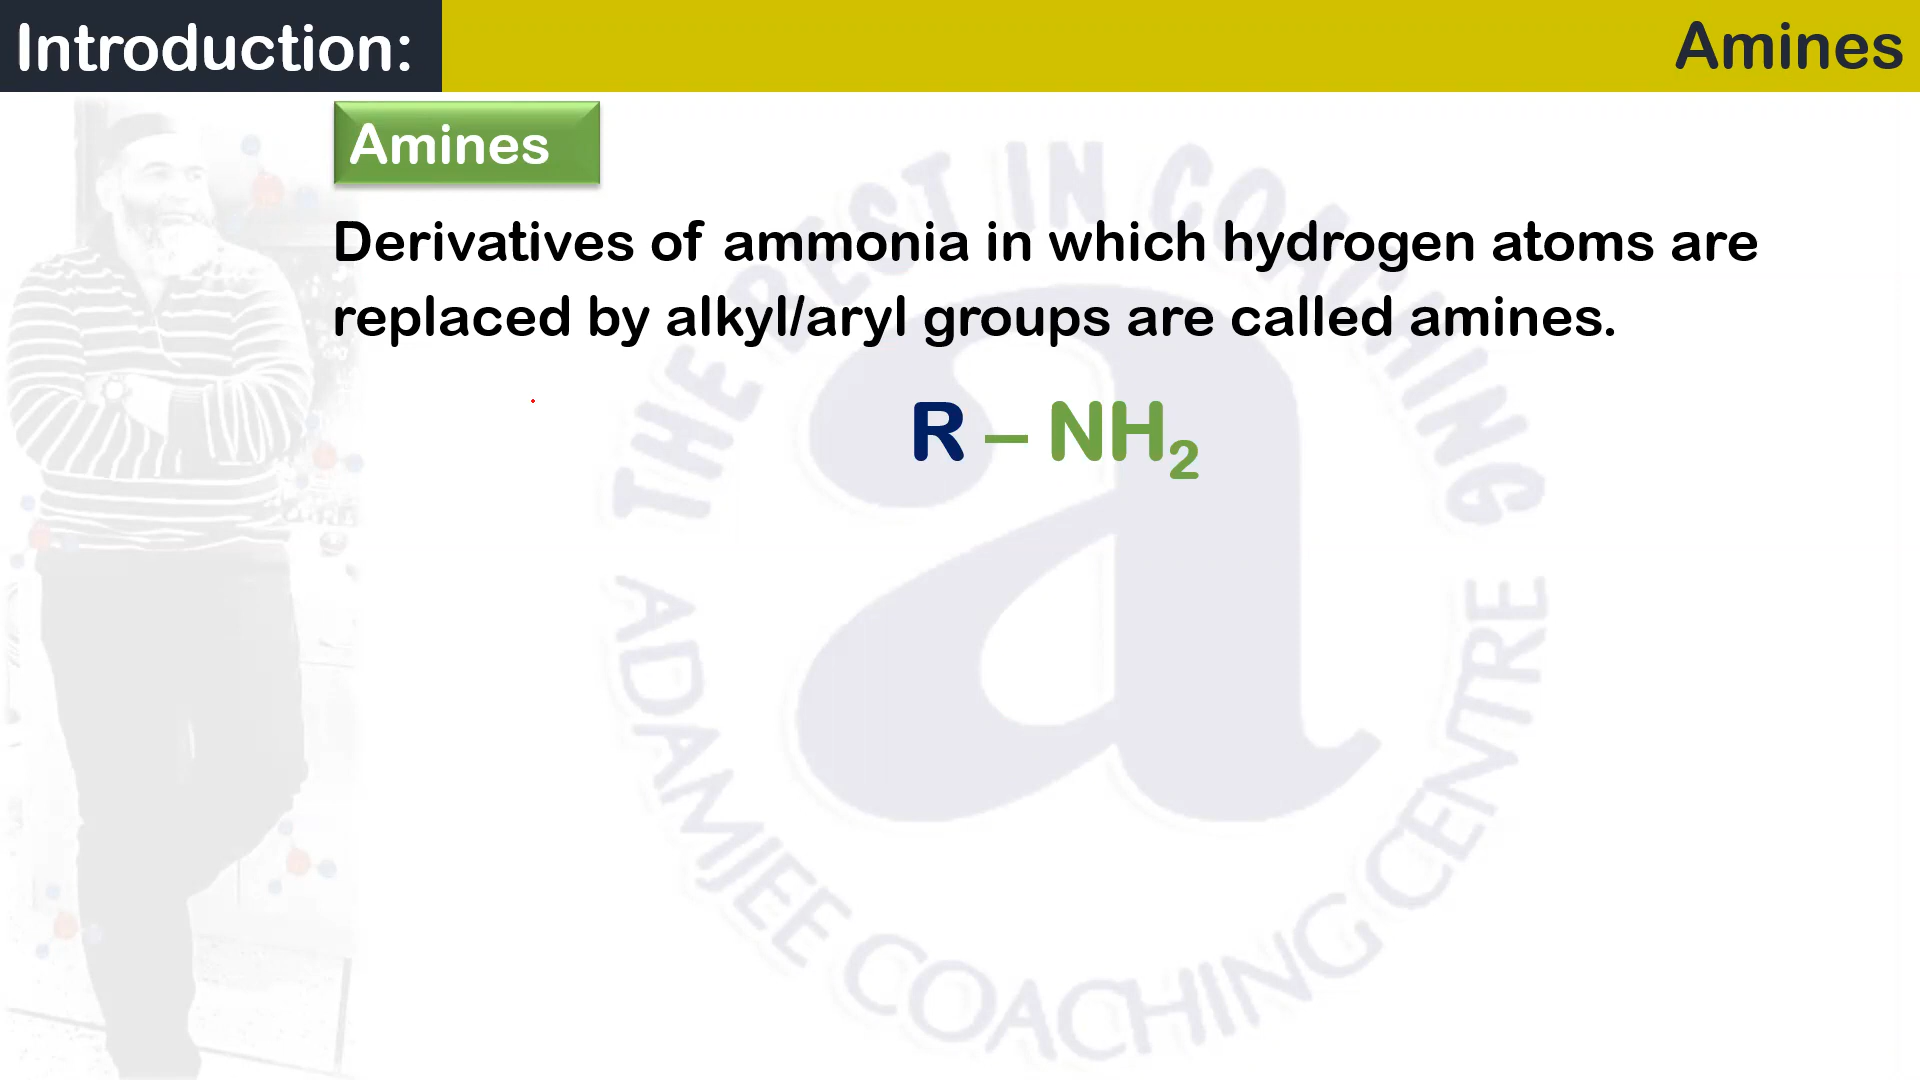 Introduction:
Amines
Amines
Derivatives of ammonia in which hydrogen atoms are
replaced by alkyl/aryl groups are called amines.
R – NH₂
THE BEST IN COACHING
a
ADAMJEE COACHING CENTRE